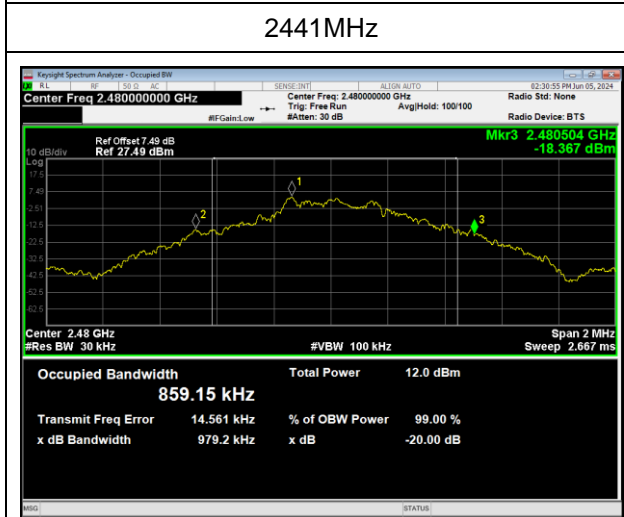 2441MHz
Keysight Spectrum Analyzer - Occupied BW
RL RF 50 Ω AC SENSE:INT ALIGN AUTO 02:30:55 PM Jun 05, 2024
Center Freq 2.480000000 GHz Center Freq: 2.480000000 GHz Radio Std: None
Trig: Free Run Avg|Hold: 100/100
#IFGain:Low #Atten: 30 dB Radio Device: BTS
Ref Offset 7.49 dB Mkr3 2.480504 GHz
10 dB/div Ref 27.49 dBm -18.367 dBm
Log
17.5
7.49
-2.51
-12.5
-22.5
-32.5
-42.5
-52.5
-62.5
1
2
3
Center 2.48 GHz Span 2 MHz
#Res BW 30 kHz #VBW 100 kHz Sweep 2.667 ms
Occupied Bandwidth Total Power 12.0 dBm
859.15 kHz
Transmit Freq Error 14.561 kHz % of OBW Power 99.00 %
x dB Bandwidth 979.2 kHz x dB -20.00 dB
MSG STATUS